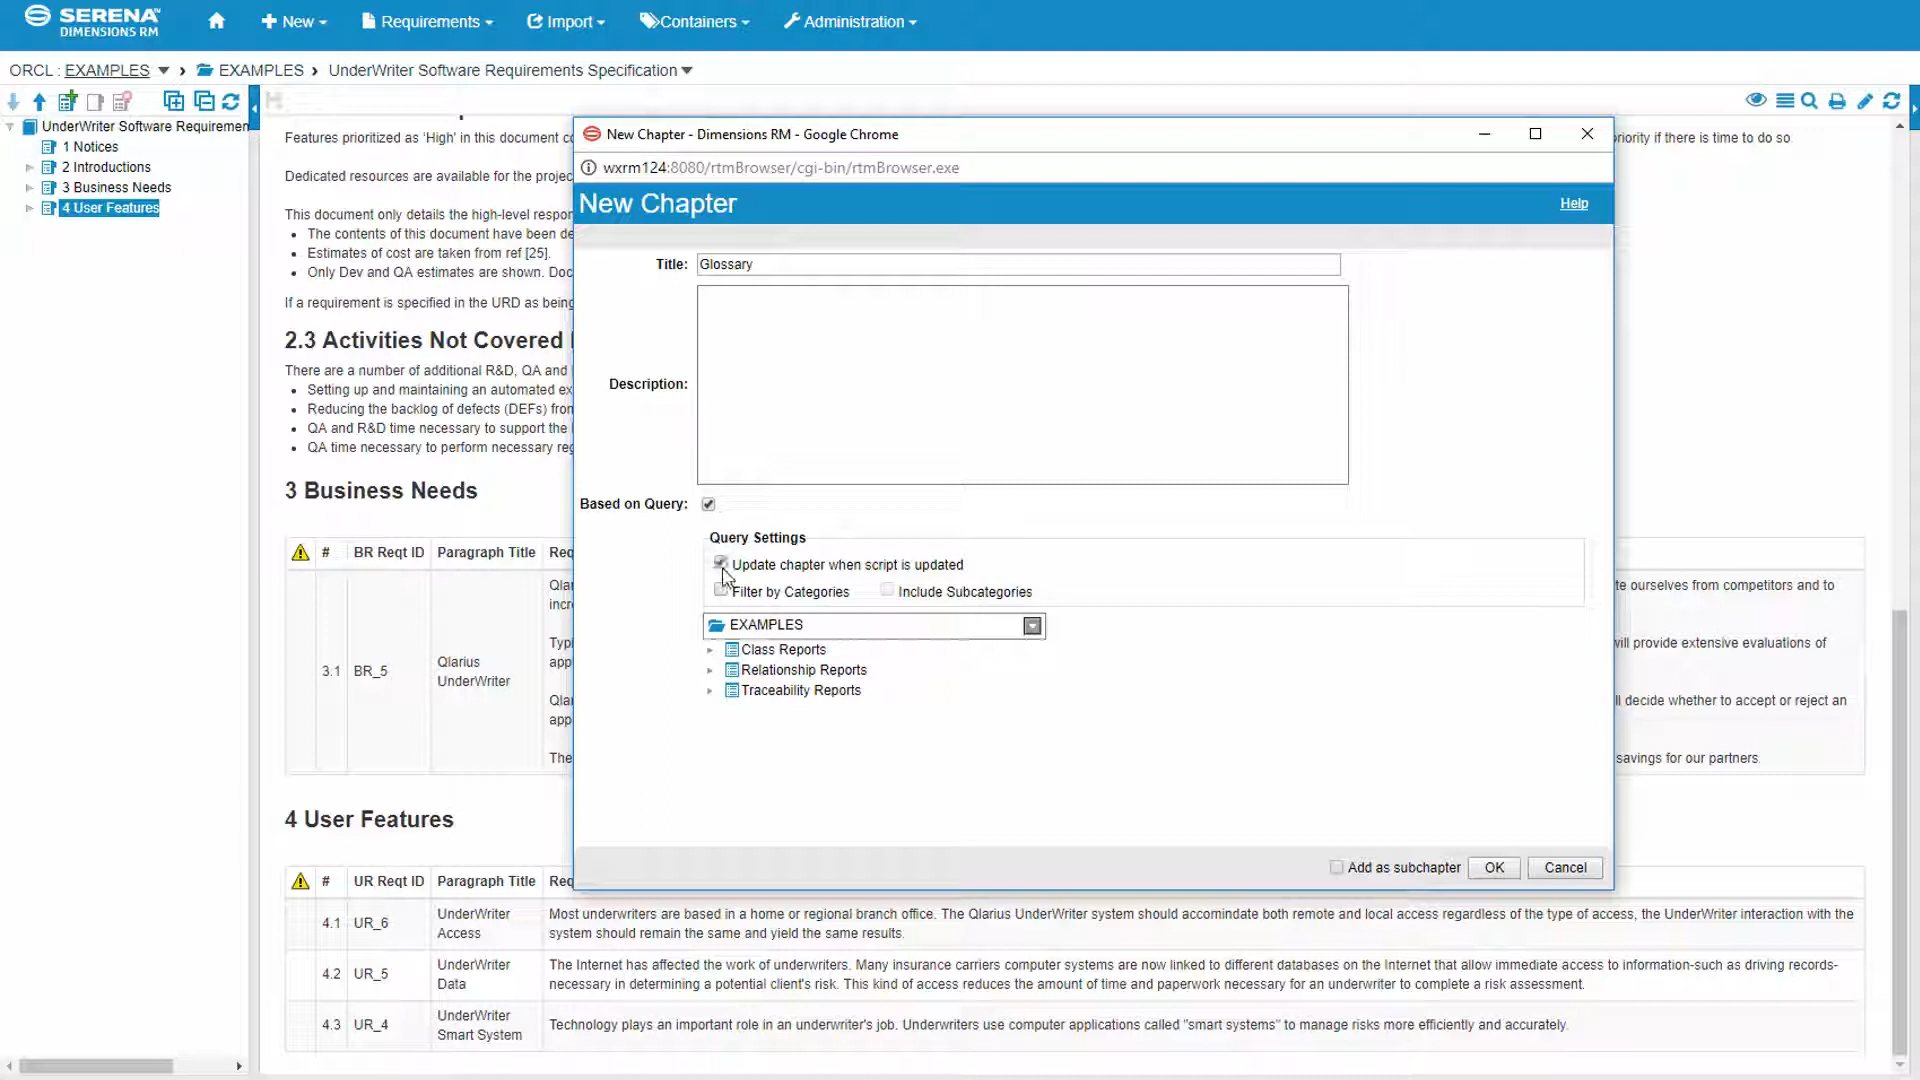 SERENA
DIMENSIONS RM
New
Requirements
Import
Containers
Administration
ORCL : EXAMPLES
EXAMPLES
UnderWriter Software Requirements Specification
UnderWriter Software Requiremen
1 Notices
2 Introductions
3 Business Needs
4 User Features
Features prioritized as 'High' in this document co
riority if there is time to do so
Dedicated resources are available for the projec
This document only details the high-level respon
The contents of this document have been de
Estimates of cost are taken from ref [25].
Only Dev and QA estimates are shown. Doc
If a requirement is specified in the URD as being
2.3 Activities Not Covered
There are a number of additional R&D, QA and
Setting up and maintaining an automated ex
Reducing the backlog of defects (DEFs) from
QA and R&D time necessary to support the
QA time necessary to perform necessary reg
3 Business Needs
# BR Reqt ID Paragraph Title Req
3.1 BR_5 Qlarius UnderWriter
Qlar
incre
te ourselves from competitors and to
Typi
app
will provide extensive evaluations of
Qlar
app
ll decide whether to accept or reject an
The
savings for our partners.
4 User Features
# UR Reqt ID Paragraph Title Req
4.1 UR_6 UnderWriter Access
Most underwriters are based in a home or regional branch office. The Qlarius UnderWriter system should accomindate both remote and local access regardless of the type of access, the UnderWriter interaction with the
system should remain the same and yield the same results.
4.2 UR_5 UnderWriter Data
The Internet has affected the work of underwriters. Many insurance carriers computer systems are now linked to different databases on the Internet that allow immediate access to information-such as driving records-
necessary in determining a potential client's risk. This kind of access reduces the amount of time and paperwork necessary for an underwriter to complete a risk assessment.
4.3 UR_4 UnderWriter Smart System
Technology plays an important role in an underwriter's job. Underwriters use computer applications called "smart systems" to manage risks more efficiently and accurately.
New Chapter - Dimensions RM - Google Chrome
wxrm124:8080/rtmBrowser/cgi-bin/rtmBrowser.exe
New Chapter
Help
Title: Glossary
Description:
Based on Query:
Query Settings
Update chapter when script is updated
Filter by Categories
Include Subcategories
EXAMPLES
Class Reports
Relationship Reports
Traceability Reports
Add as subchapter
OK
Cancel